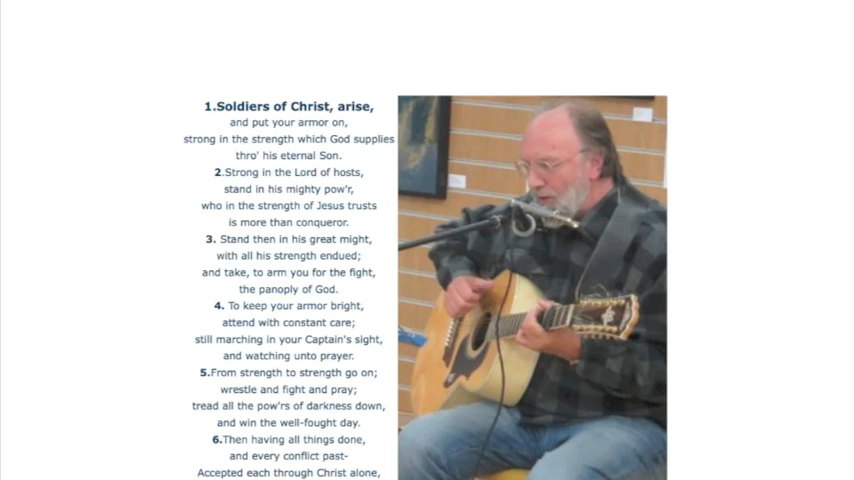 1.Soldiers of Christ, arise,
and put your armor on,
strong in the strength which God supplies
thro' his eternal Son.
2.Strong in the Lord of hosts,
stand in his mighty pow'r,
who in the strength of Jesus trusts
is more than conqueror.
3. Stand then in his great might,
with all his strength endued;
and take, to arm you for the fight,
the panoply of God.
4. To keep your armor bright,
attend with constant care;
still marching in your Captain's sight,
and watching unto prayer.
5.From strength to strength go on;
wrestle and fight and pray;
tread all the pow'rs of darkness down,
and win the well-fought day.
6.Then having all things done,
and every conflict past-
Accepted each through Christ alone,